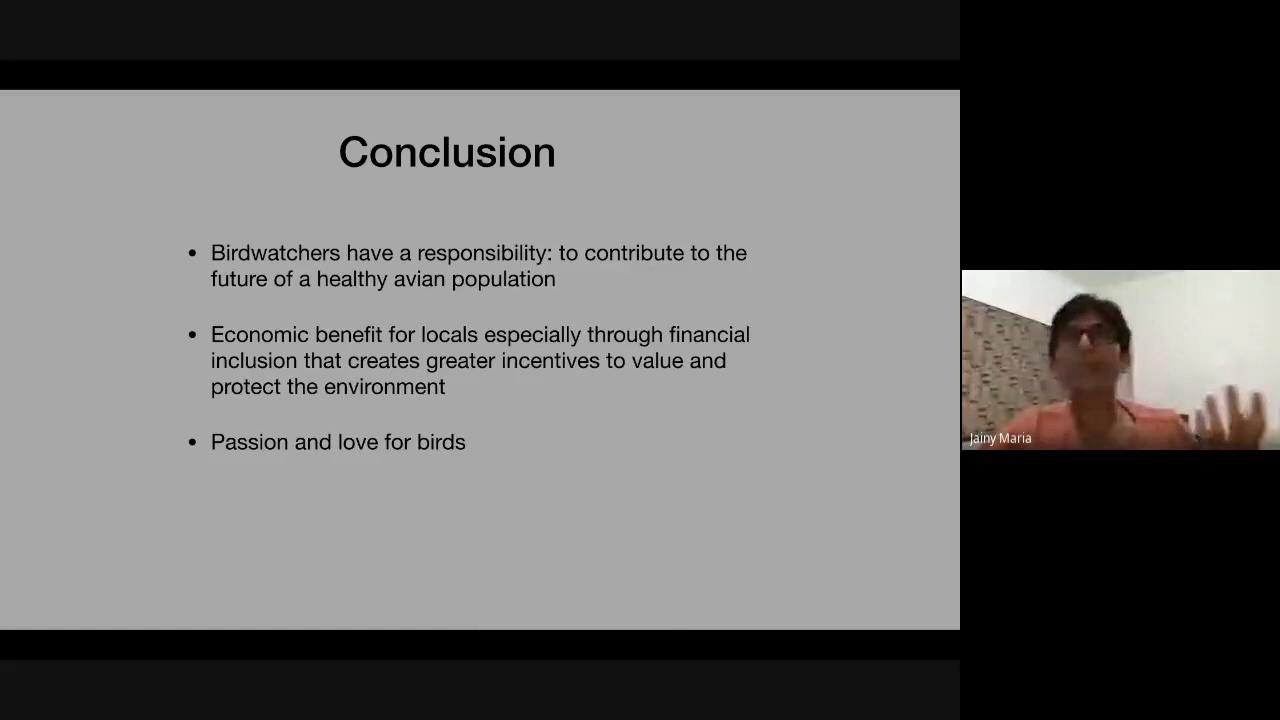 Conclusion
• Birdwatchers have a responsibility: to contribute to the
future of a healthy avian population
• Economic benefit for locals especially through financial
inclusion that creates greater incentives to value and
protect the environment
• Passion and love for birds
Jainy Maria